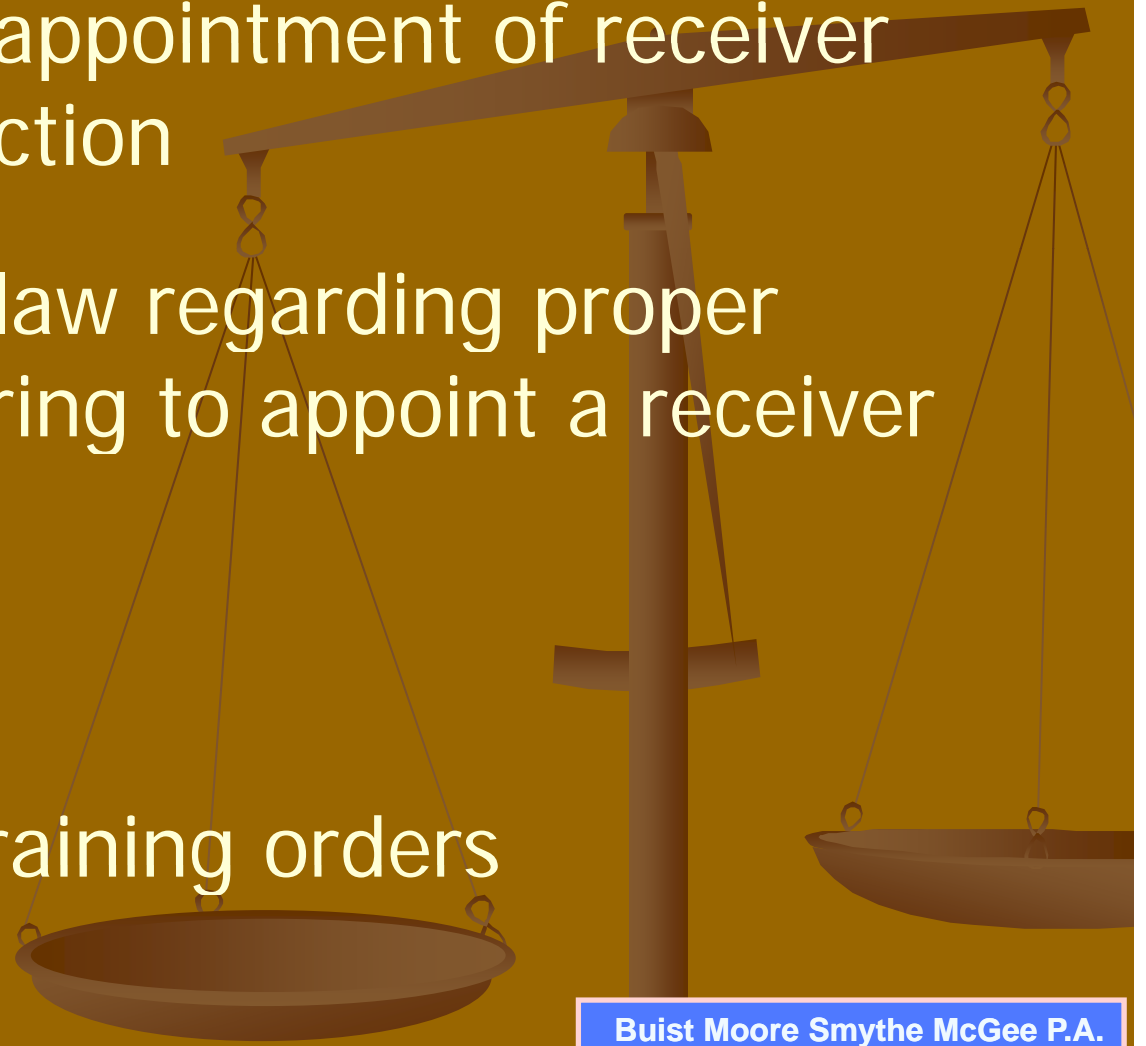 appointment of receiver
ction
law regarding proper
ring to appoint a receiver
raining orders
Buist Moore Smythe McGee P.A.